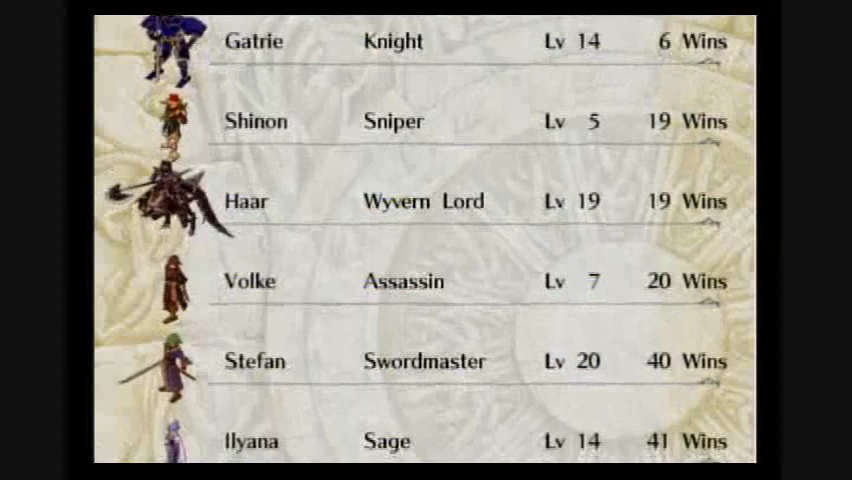 Gatrie Knight Lv 14 6 Wins
Shinon Sniper Lv 5 19 Wins
Haar Wyvern Lord Lv 19 19 Wins
Volke Assassin Lv 7 20 Wins
Stefan Swordmaster Lv 20 40 Wins
Ilyana Sage Lv 14 41 Wins